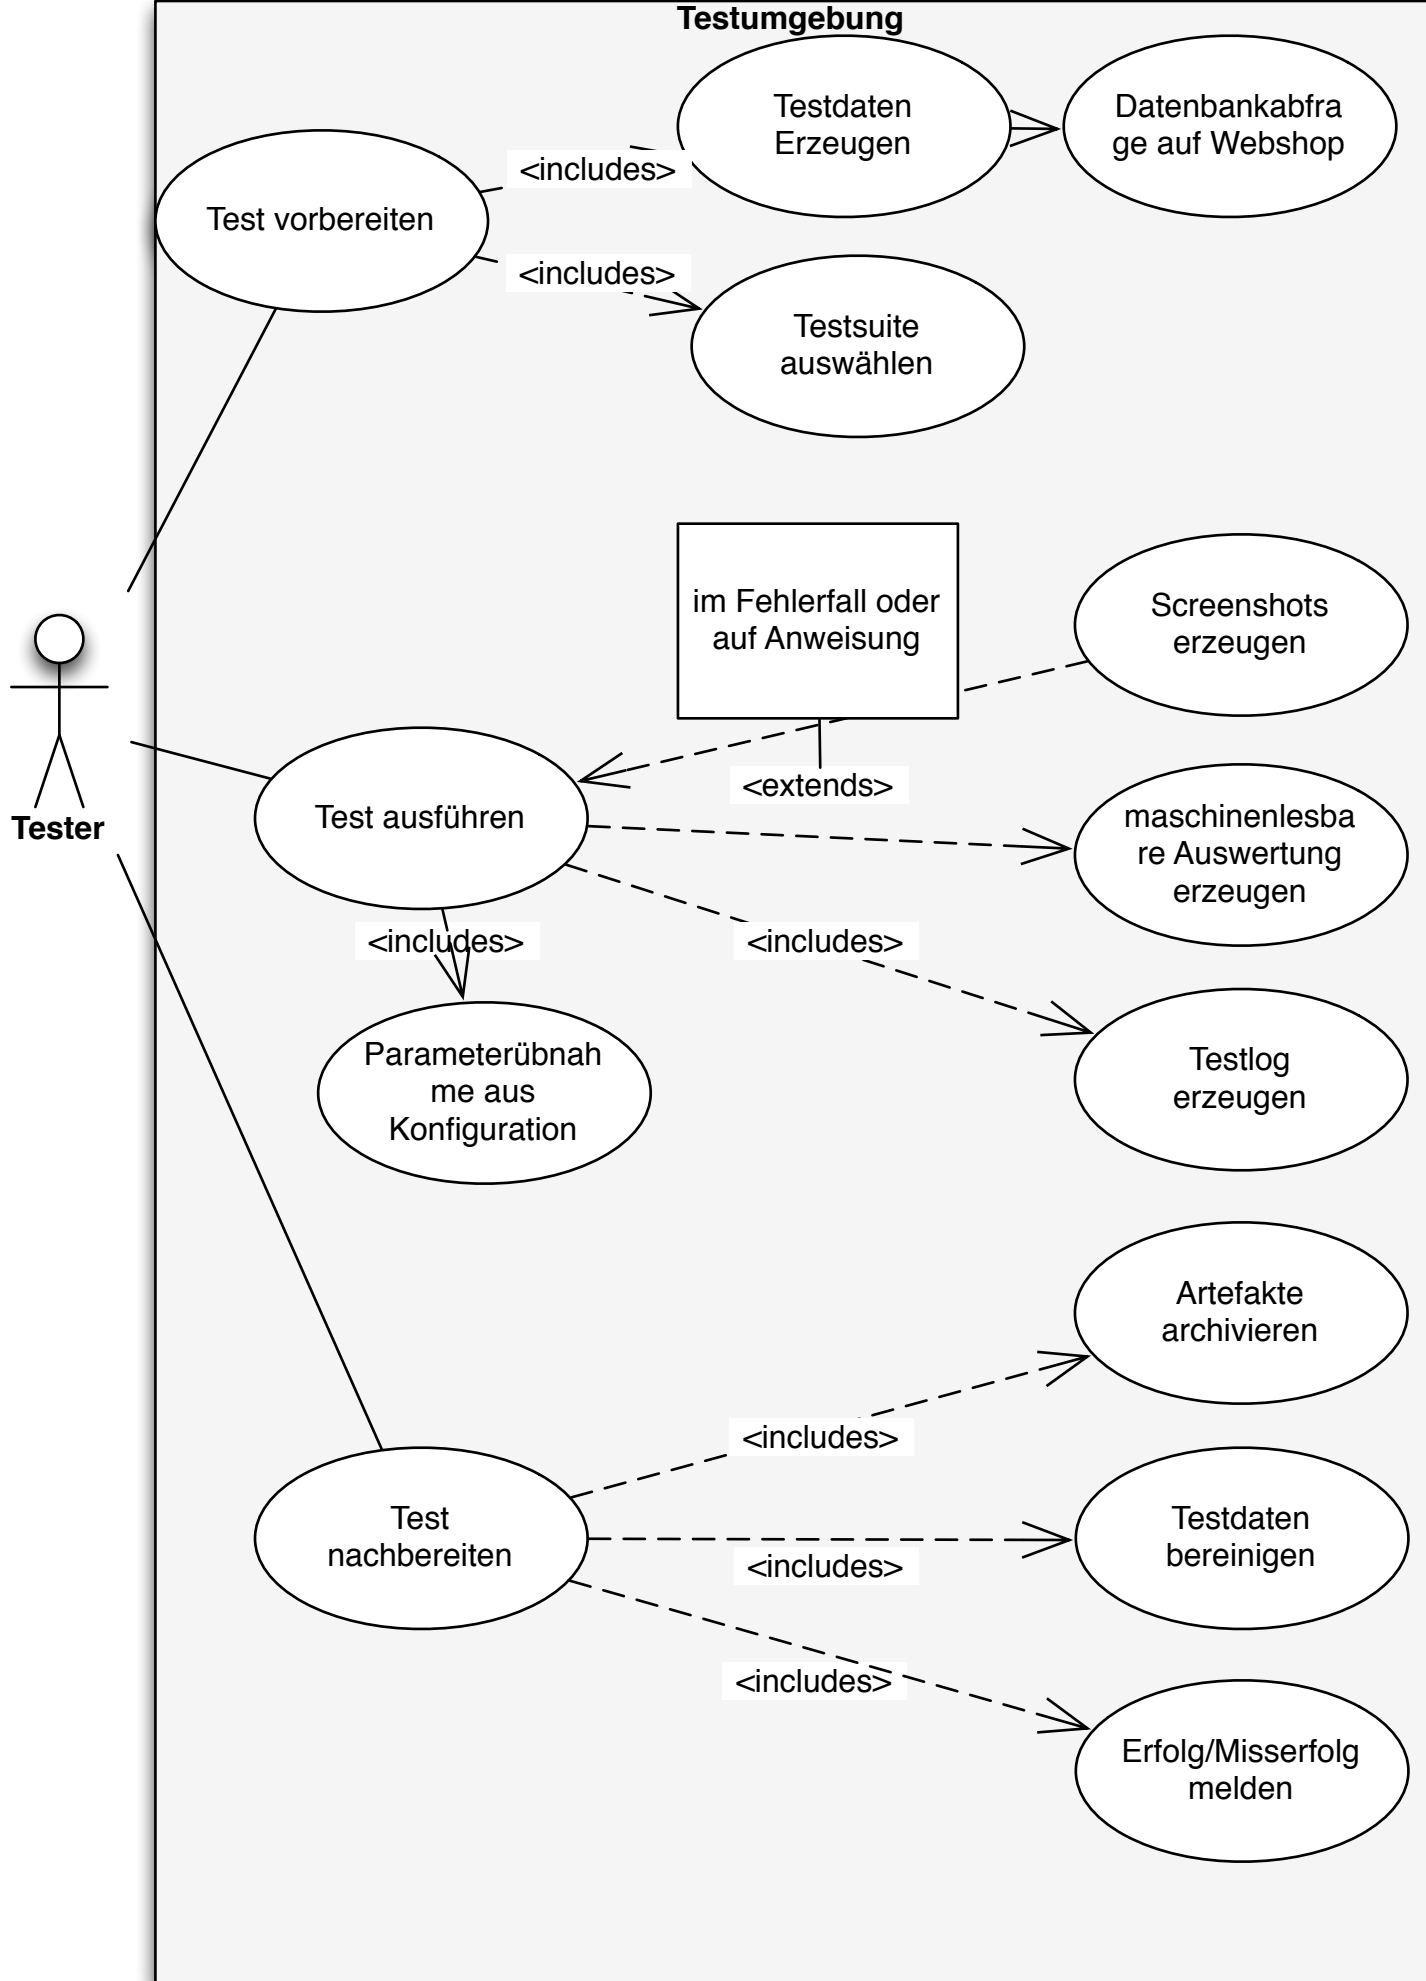 Testumgebung
Testdaten
Erzeugen
Datenbankabfra
ge auf Webshop
<includes>
Test vorbereiten
<includes>
Testsuite
auswählen
im Fehlerfall oder
auf Anweisung
Screenshots
erzeugen
<extends>
Test ausführen
Tester
maschinenlesba
re Auswertung
erzeugen
<includes>
<includes>
Parameterübnah
me aus
Konfiguration
Testlog
erzeugen
Artefakte
archivieren
<includes>
Test
nachbereiten
Testdaten
bereinigen
<includes>
<includes>
Erfolg/Misserfolg
melden